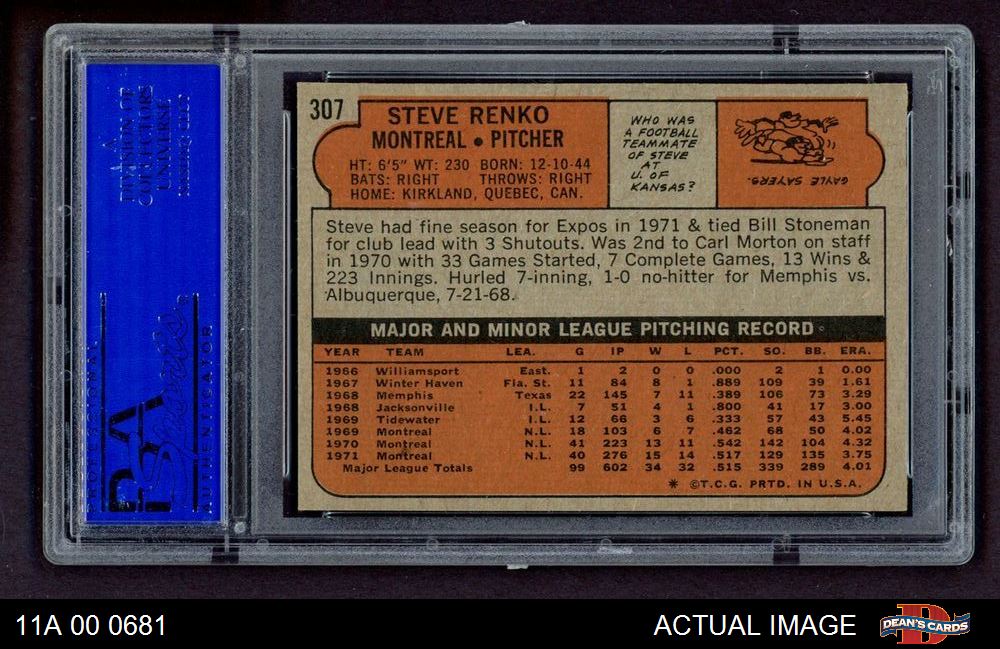 307
STEVE RENKO
MONTREAL • PITCHER
HT: 6'5" WT: 230 BORN: 12-10-44
BATS: RIGHT THROWS: RIGHT
HOME: KIRKLAND, QUEBEC, CAN.
WHO WAS
A FOOTBALL
TEAMMATE
OF STEVE
AT
U. OF
KANSAS?
GAYLE SAYERS.
Steve had fine season for Expos in 1971 & tied Bill Stoneman
for club lead with 3 Shutouts. Was 2nd to Carl Morton on staff
in 1970 with 33 Games Started, 7 Complete Games, 13 Wins &
223 Innings. Hurled 7-inning, 1-0 no-hitter for Memphis vs.
Albuquerque, 7-21-68.
MAJOR AND MINOR LEAGUE PITCHING RECORD
YEAR TEAM LEA. G IP W L PCT. SO. BB. ERA.
1966 Williamsport East. 1 2 0 0 .000 2 1 0.00
1967 Winter Haven Fla. St. 11 84 8 1 .889 109 39 1.61
1968 Memphis Texas 22 145 7 11 .389 106 73 3.29
1968 Jacksonville I.L. 7 51 4 1 .800 41 17 3.00
1969 Tidewater I.L. 12 66 3 6 .333 57 43 5.45
1969 Montreal N.L. 18 103 6 7 .462 68 50 4.02
1970 Montreal N.L. 41 223 13 11 .542 142 104 4.32
1971 Montreal N.L. 40 276 15 14 .517 129 135 3.75
Major League Totals 99 602 34 32 .515 339 289 4.01
* ©T.C.G. PRTD. IN U.S.A.
PROFESSIONAL
PSA
AUTHENTICATOR
A
DIVISION OF
COLLECTORS
UNIVERSE
11A 00 0681
ACTUAL IMAGE
DEAN'S CARDS